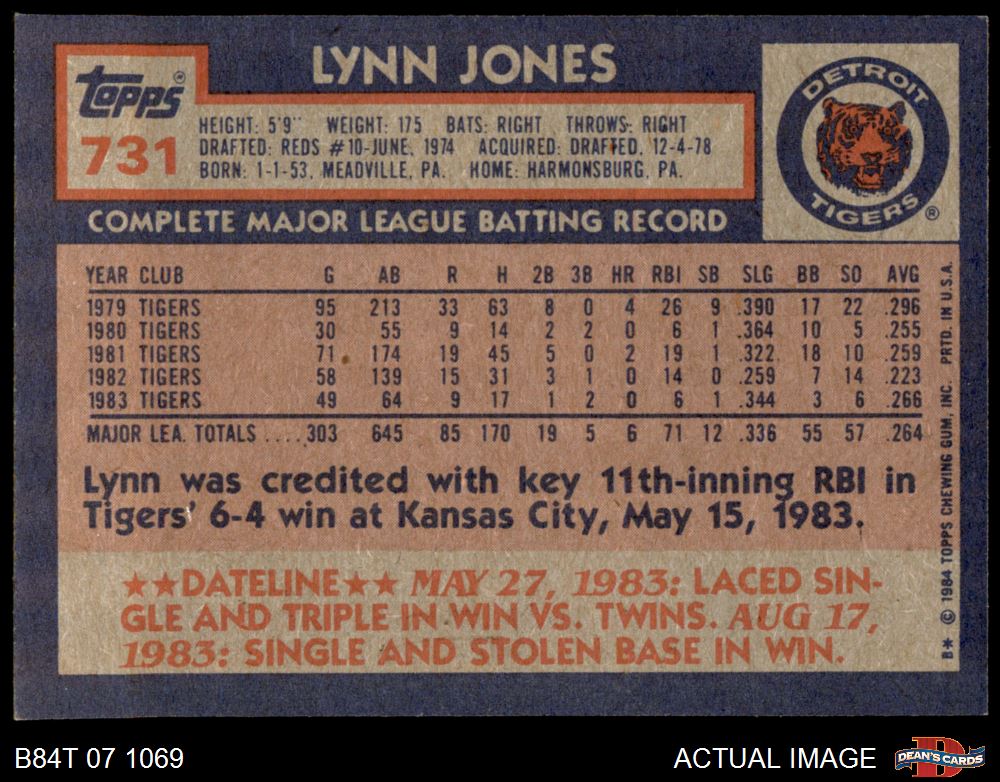 LYNN JONES
Topps
731
HEIGHT: 5'9" WEIGHT: 175 BATS: RIGHT THROWS: RIGHT
DRAFTED: REDS #10-JUNE, 1974 ACQUIRED: DRAFTED, 12-4-78
BORN: 1-1-53, MEADVILLE, PA. HOME: HARMONSBURG, PA.
DETROIT
TIGERS ®
COMPLETE MAJOR LEAGUE BATTING RECORD
YEAR CLUB G AB R H 2B 3B HR RBI SB SLG BB SO AVG
1979 TIGERS 95 213 33 63 8 0 4 26 9 .390 17 22 .296
1980 TIGERS 30 55 9 14 2 2 0 6 1 .364 10 5 .255
1981 TIGERS 71 174 19 45 5 0 2 19 1 .322 18 10 .259
1982 TIGERS 58 139 15 31 3 1 0 14 0 .259 7 14 .223
1983 TIGERS 49 64 9 17 1 2 0 6 1 .344 3 6 .266
MAJOR LEA. TOTALS ....303 645 85 170 19 5 6 71 12 .336 55 57 .264
Lynn was credited with key 11th-inning RBI in
Tigers' 6-4 win at Kansas City, May 15, 1983.
★★DATELINE★★ MAY 27, 1983: LACED SIN-
GLE AND TRIPLE IN WIN VS. TWINS. AUG 17,
1983: SINGLE AND STOLEN BASE IN WIN.
B* © 1984 TOPPS CHEWING GUM, INC. PRTD. IN U.S.A.
B84T 07 1069
ACTUAL IMAGE
D
DEAN'S CARDS